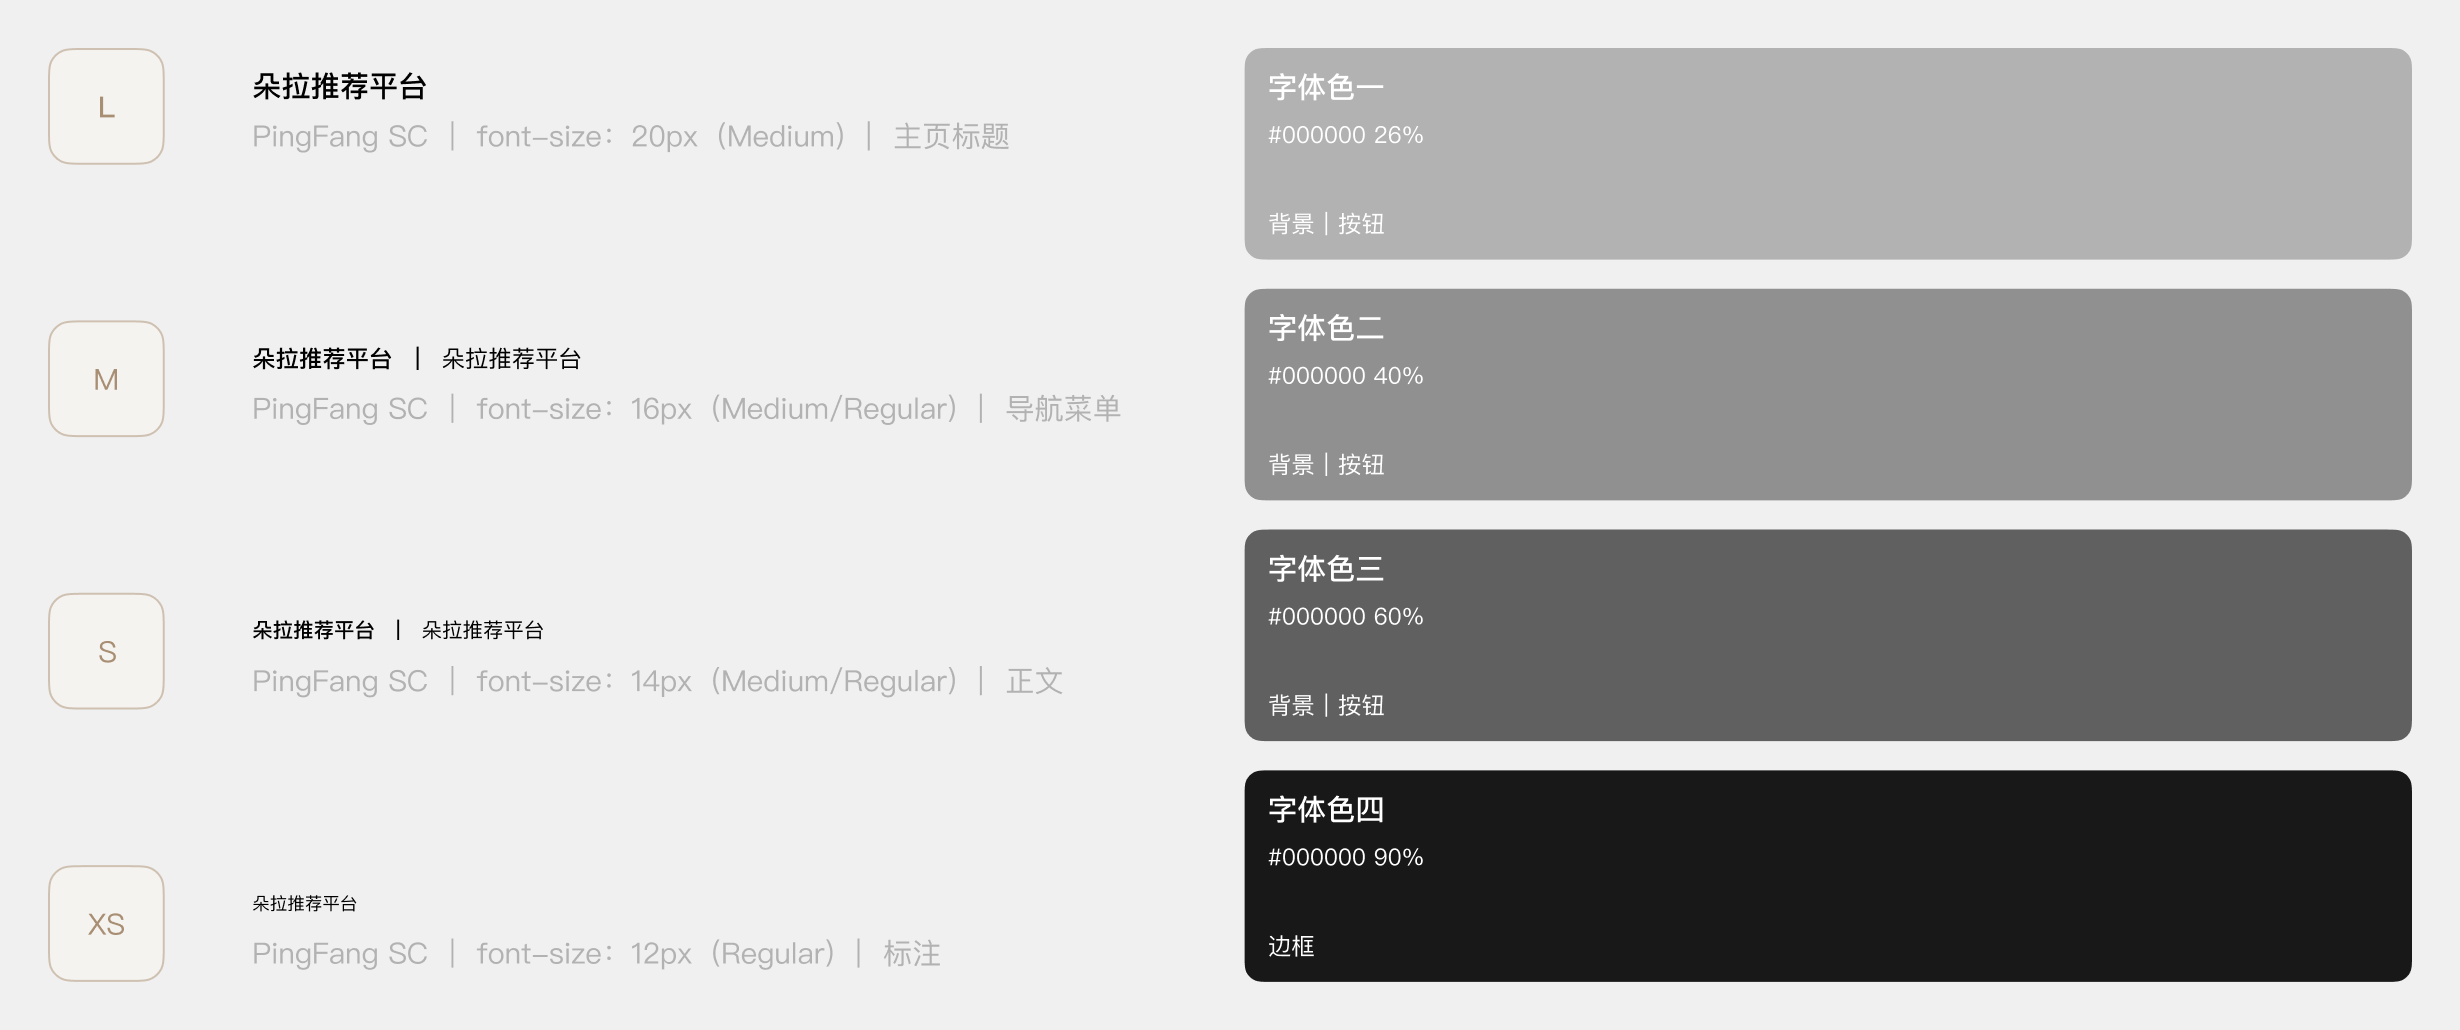 L
朵拉推荐平台
PingFang SC ｜ font-size：20px（Medium）｜ 主页标题
M
朵拉推荐平台 ｜ 朵拉推荐平台
PingFang SC ｜ font-size：16px（Medium/Regular）｜ 导航菜单
S
朵拉推荐平台 ｜ 朵拉推荐平台
PingFang SC ｜ font-size：14px（Medium/Regular）｜ 正文
XS
朵拉推荐平台
PingFang SC ｜ font-size：12px（Regular）｜ 标注
字体色一
#000000 26%
背景｜按钮
字体色二
#000000 40%
背景｜按钮
字体色三
#000000 60%
背景｜按钮
字体色四
#000000 90%
边框